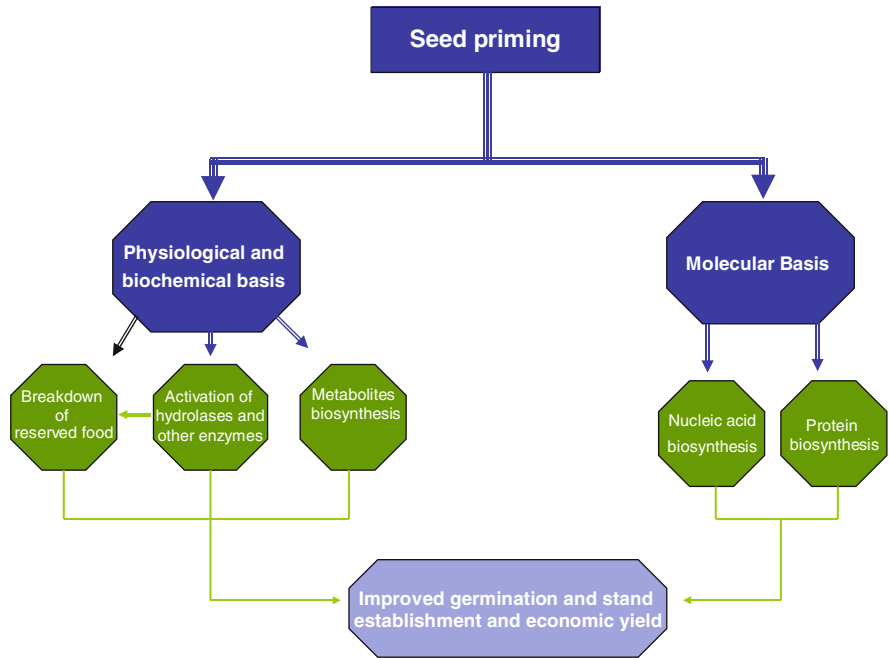 Seed priming
Physiological and
biochemical basis
Molecular Basis
Breakdown
of
reserved food
Activation of
hydrolases and
other enzymes
Metabolites
biosynthesis
Nucleic acid
biosynthesis
Protein
biosynthesis
Improved germination and stand
establishment and economic yield